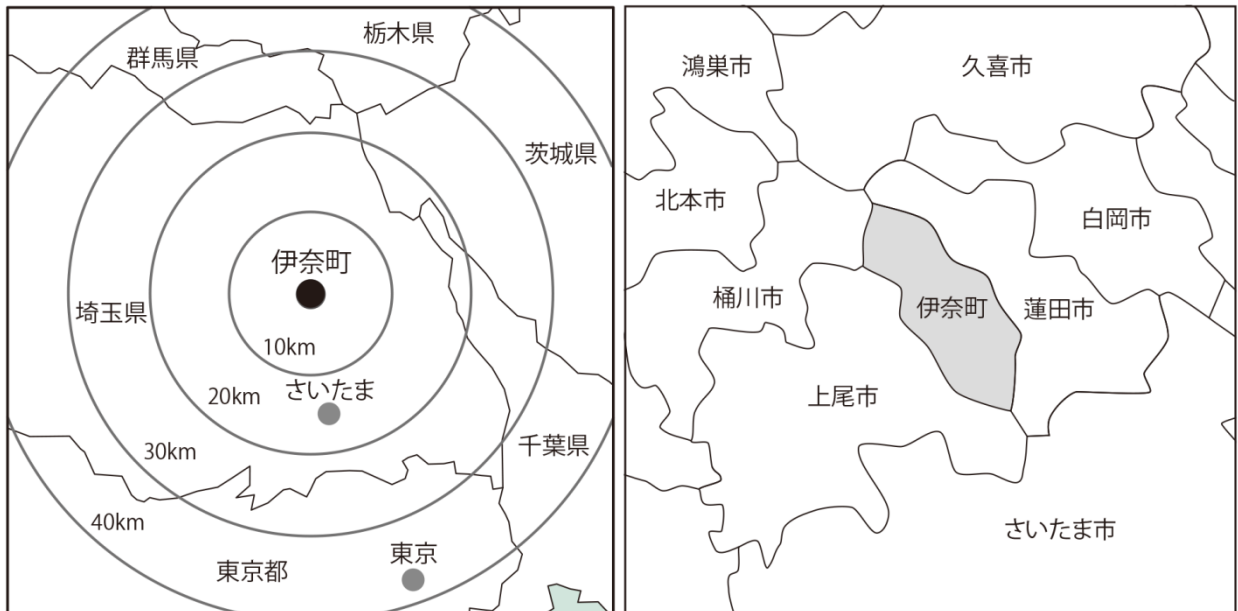 群馬県
栃木県
茨城県
伊奈町
埼玉県
10km
さいたま
20km
30km
千葉県
40km
東京
東京都
鴻巣市
久喜市
北本市
白岡市
桶川市
伊奈町
蓮田市
上尾市
さいたま市